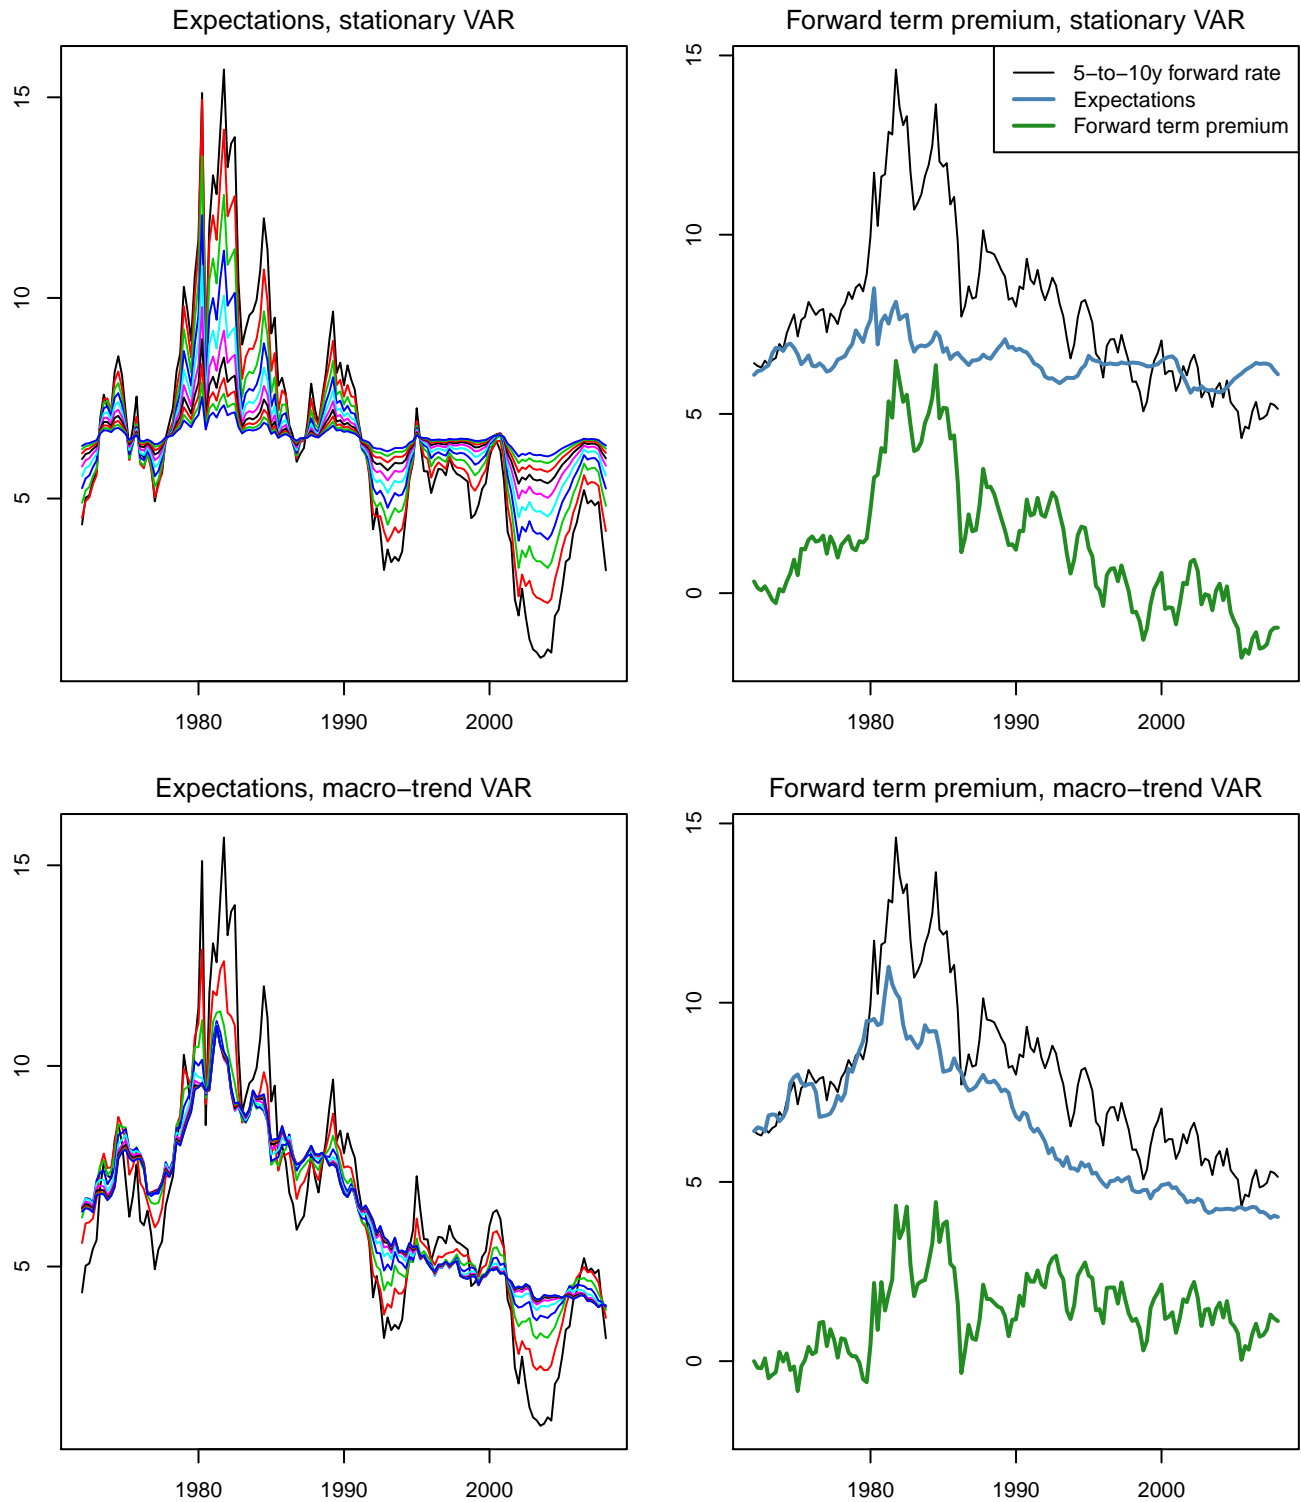 Expectations, stationary VAR
15
10
5
1980 1990 2000
Forward term premium, stationary VAR
5−to−10y forward rate
Expectations
Forward term premium
15
10
5
0
1980 1990 2000
Expectations, macro−trend VAR
15
10
5
1980 1990 2000
Forward term premium, macro−trend VAR
15
10
5
0
1980 1990 2000